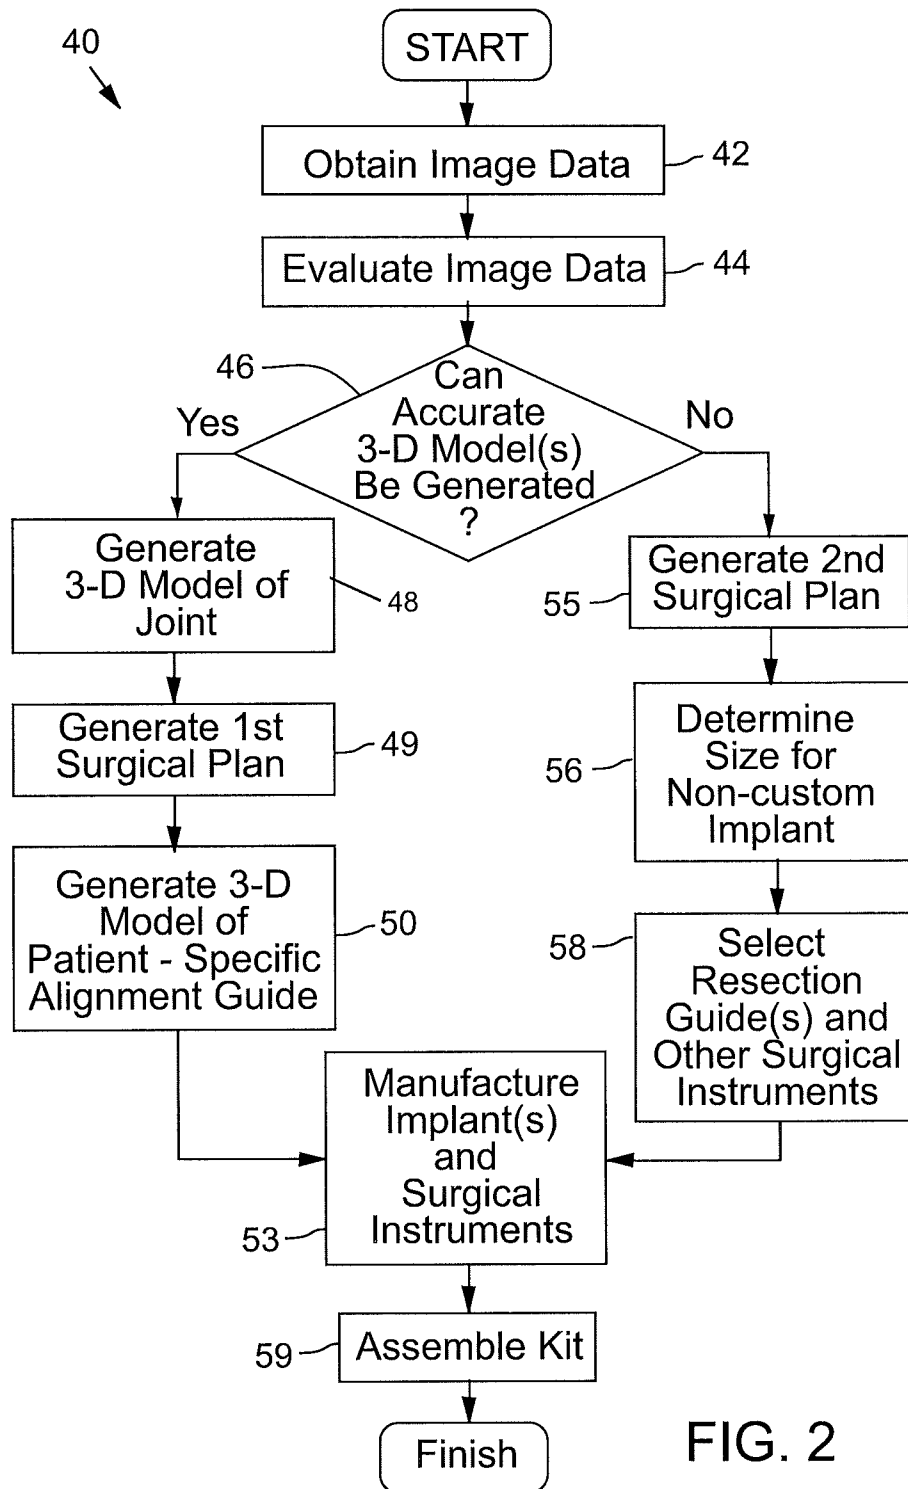 40
START
Obtain Image Data
42
Evaluate Image Data
44
46
Can
Accurate
3-D Model(s)
Be Generated
?
Yes
No
Generate
3-D Model of
Joint
48
Generate 1st
Surgical Plan
49
Generate 3-D
Model of
Patient - Specific
Alignment Guide
50
Generate 2nd
Surgical Plan
55
Determine
Size for
Non-custom
Implant
56
Select
Resection
Guide(s) and
Other Surgical
Instruments
58
Manufacture
Implant(s)
and
Surgical
Instruments
53
Assemble Kit
59
Finish
FIG. 2